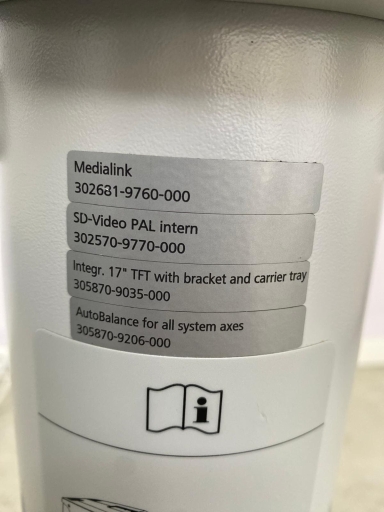 Medialink
302681-9760-000
SD-Video PAL intern
302570-9770-000
Integr. 17" TFT with bracket and carrier tray
305870-9035-000
AutoBalance for all system axes
305870-9206-000
i